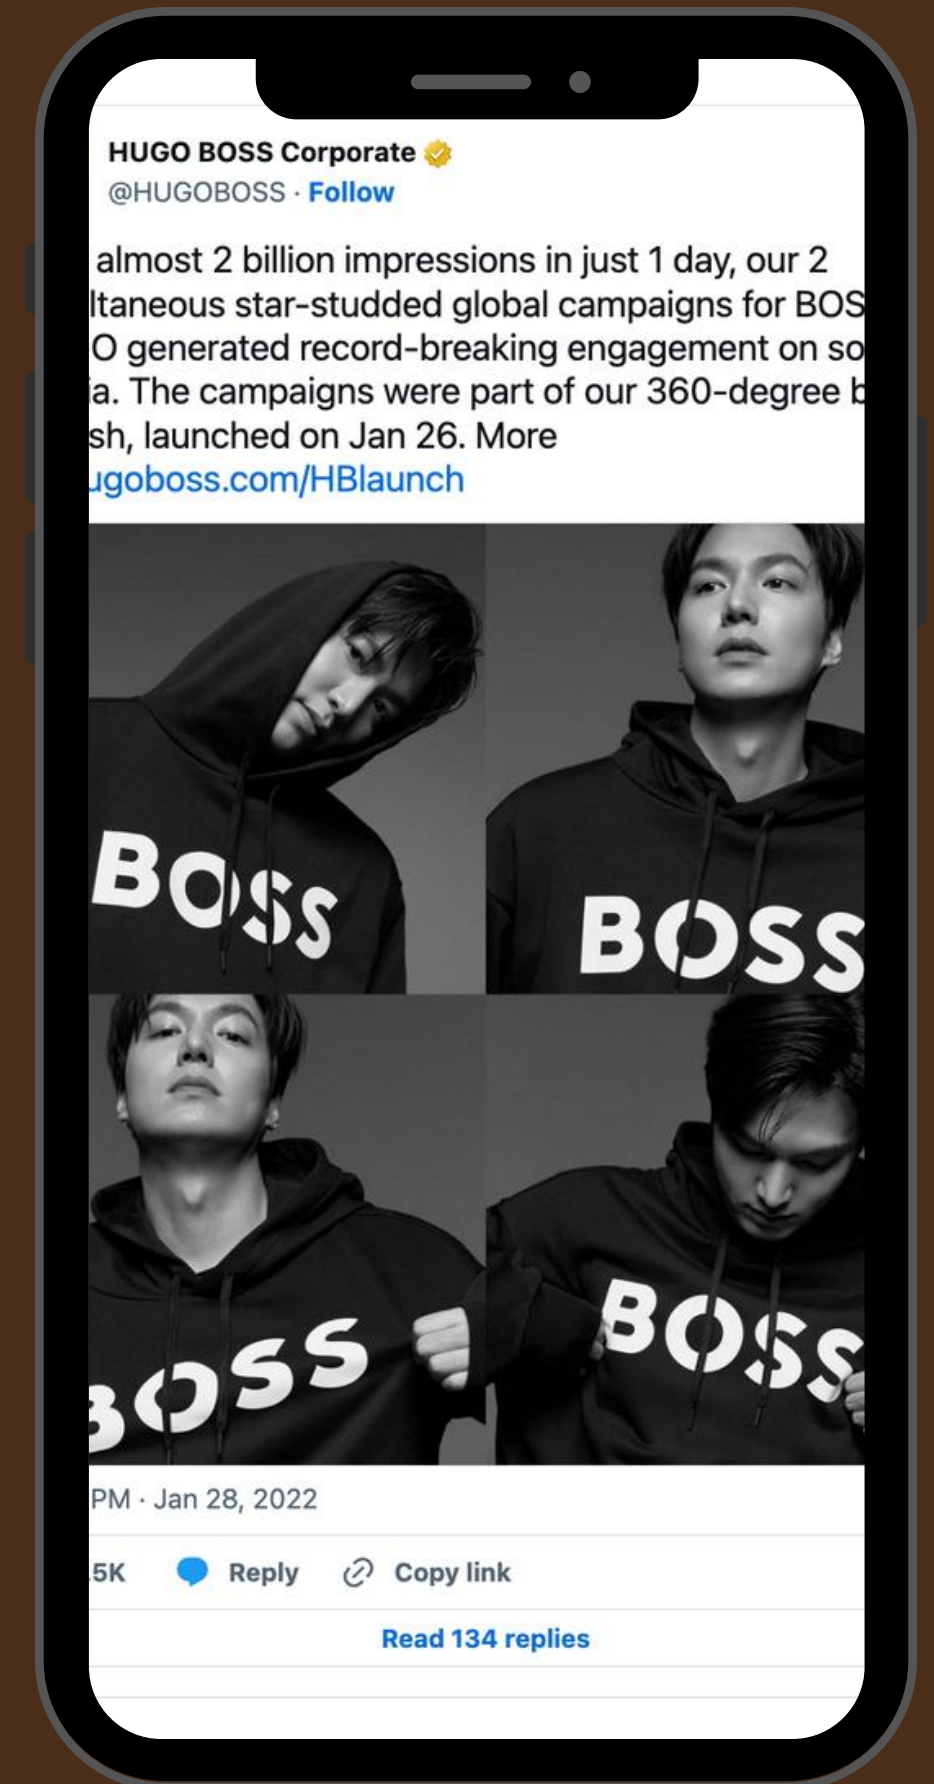 HUGO BOSS Corporate
@HUGOBOSS · Follow
almost 2 billion impressions in just 1 day, our 2
ltaneous star-studded global campaigns for BOS
O generated record-breaking engagement on so
ia. The campaigns were part of our 360-degree b
sh, launched on Jan 26. More
ugoboss.com/HBlaunch
BOSS
BOSS
BOSS
BOSS
PM · Jan 28, 2022
.5K Reply Copy link
Read 134 replies